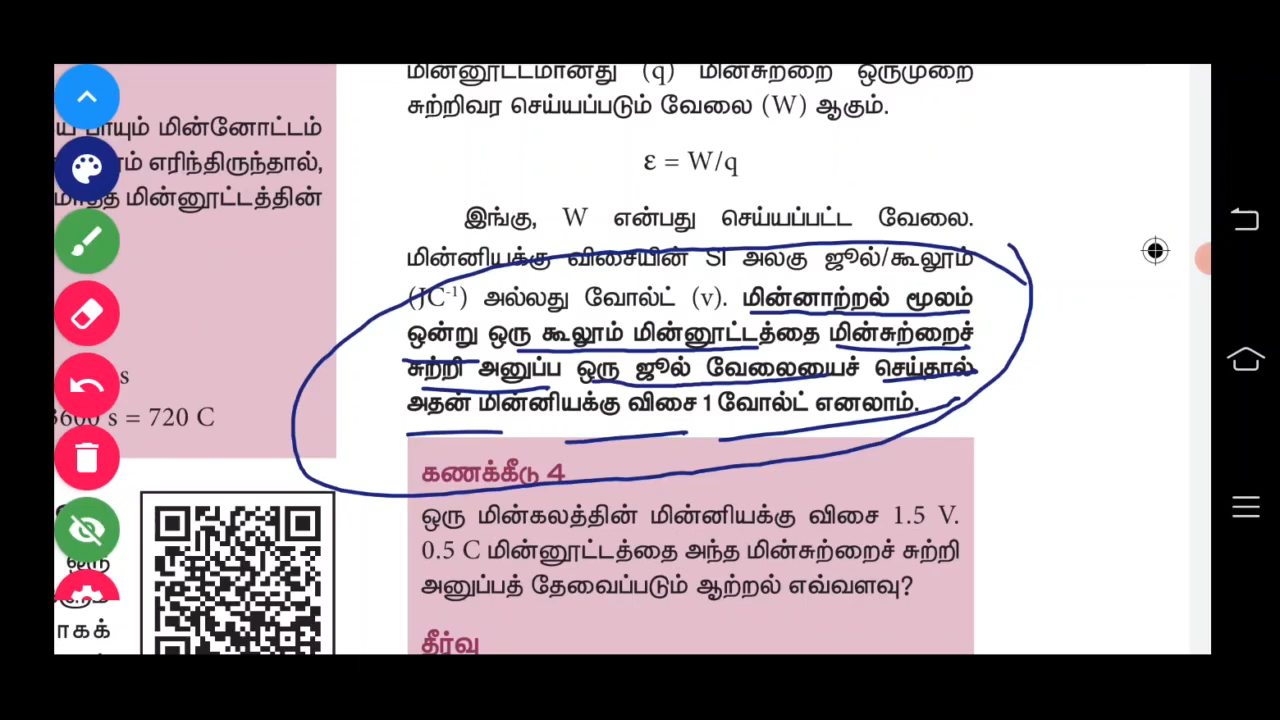 மின்னூட்டமானது (q) மின்சுற்றை ஒருமுறை
சுற்றிவர செய்யப்படும் வேலை (W) ஆகும்.
ε = W/q
இங்கு, W என்பது செய்யப்பட்ட வேலை.
மின்னியக்கு விசையின் SI அலகு ஜூல்/கூலூம்
(JC⁻¹) அல்லது வோல்ட் (v). மின்னாற்றல் மூலம்
ஒன்று ஒரு கூலூம் மின்னூட்டத்தை மின்சுற்றைச்
சுற்றி அனுப்ப ஒரு ஜூல் வேலையைச் செய்தால்
அதன் மின்னியக்கு விசை 1 வோல்ட் எனலாம்.
கணக்கீடு 4
ஒரு மின்கலத்தின் மின்னியக்கு விசை 1.5 V.
0.5 C மின்னூட்டத்தை அந்த மின்சுற்றைச் சுற்றி
அனுப்பத் தேவைப்படும் ஆற்றல் எவ்வளவு?
தீர்வு
பாயும் மின்னோட்டம்
எரிந்திருந்தால்,
மின்னூட்டத்தின்
s
3600 s = 720 C
ஒரு